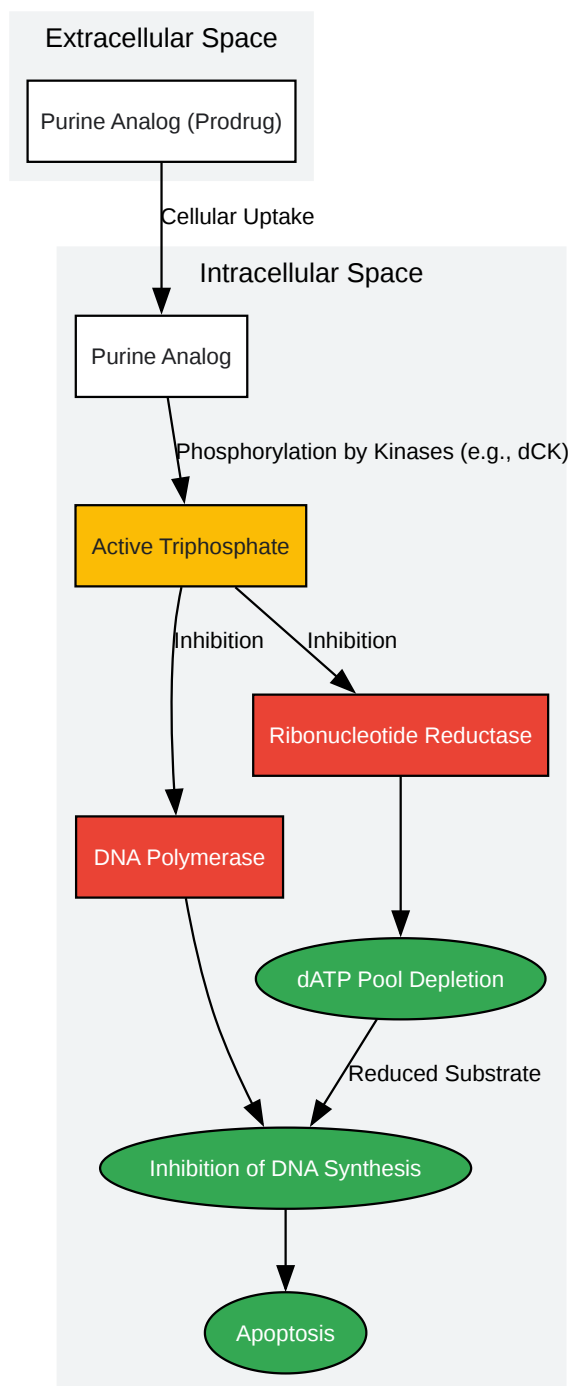 Extracellular Space
Purine Analog (Prodrug)
Cellular Uptake
Intracellular Space
Purine Analog
Phosphorylation by Kinases (e.g., dCK)
Active Triphosphate
Inhibition
Inhibition
Ribonucleotide Reductase
DNA Polymerase
dATP Pool Depletion
Reduced Substrate
Inhibition of DNA Synthesis
Apoptosis